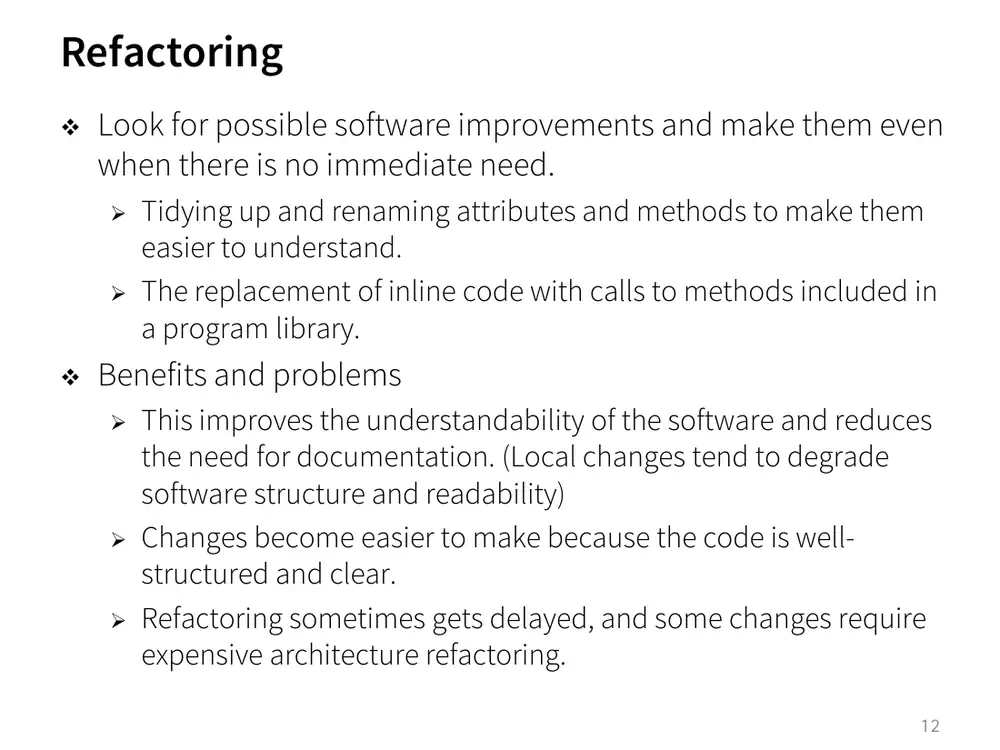 Refactoring
❖ Look for possible software improvements and make them even
when there is no immediate need.
➢ Tidying up and renaming attributes and methods to make them
easier to understand.
➢ The replacement of inline code with calls to methods included in
a program library.
❖ Benefits and problems
➢ This improves the understandability of the software and reduces
the need for documentation. (Local changes tend to degrade
software structure and readability)
➢ Changes become easier to make because the code is well-
structured and clear.
➢ Refactoring sometimes gets delayed, and some changes require
expensive architecture refactoring.
12